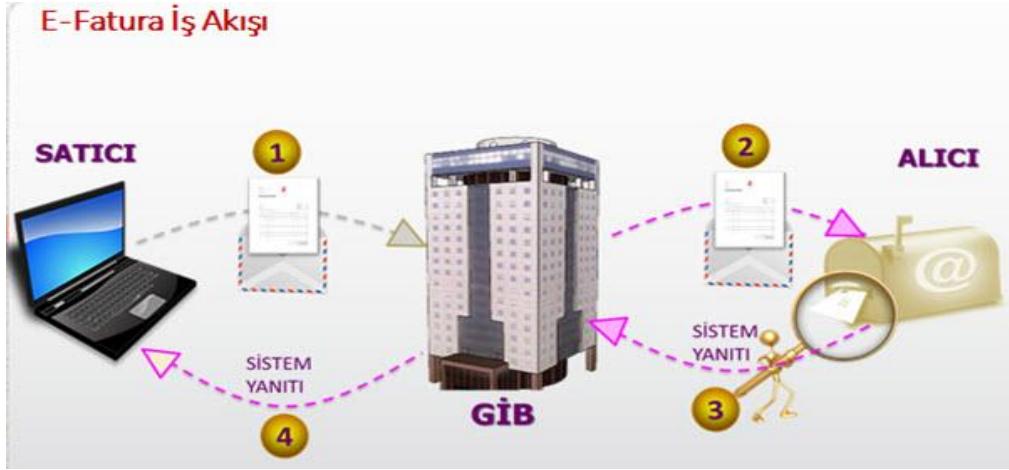 E-Fatura İş Akışı
SATICI
1
2
ALICI
@
SİSTEM
YANITI
SİSTEM
YANITI
3
GİB
4